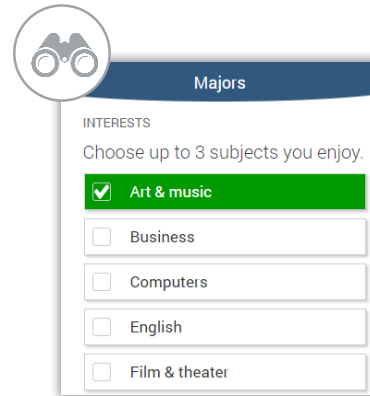 Majors
INTERESTS
Choose up to 3 subjects you enjoy.
Art & music
Business
Computers
English
Film & theater